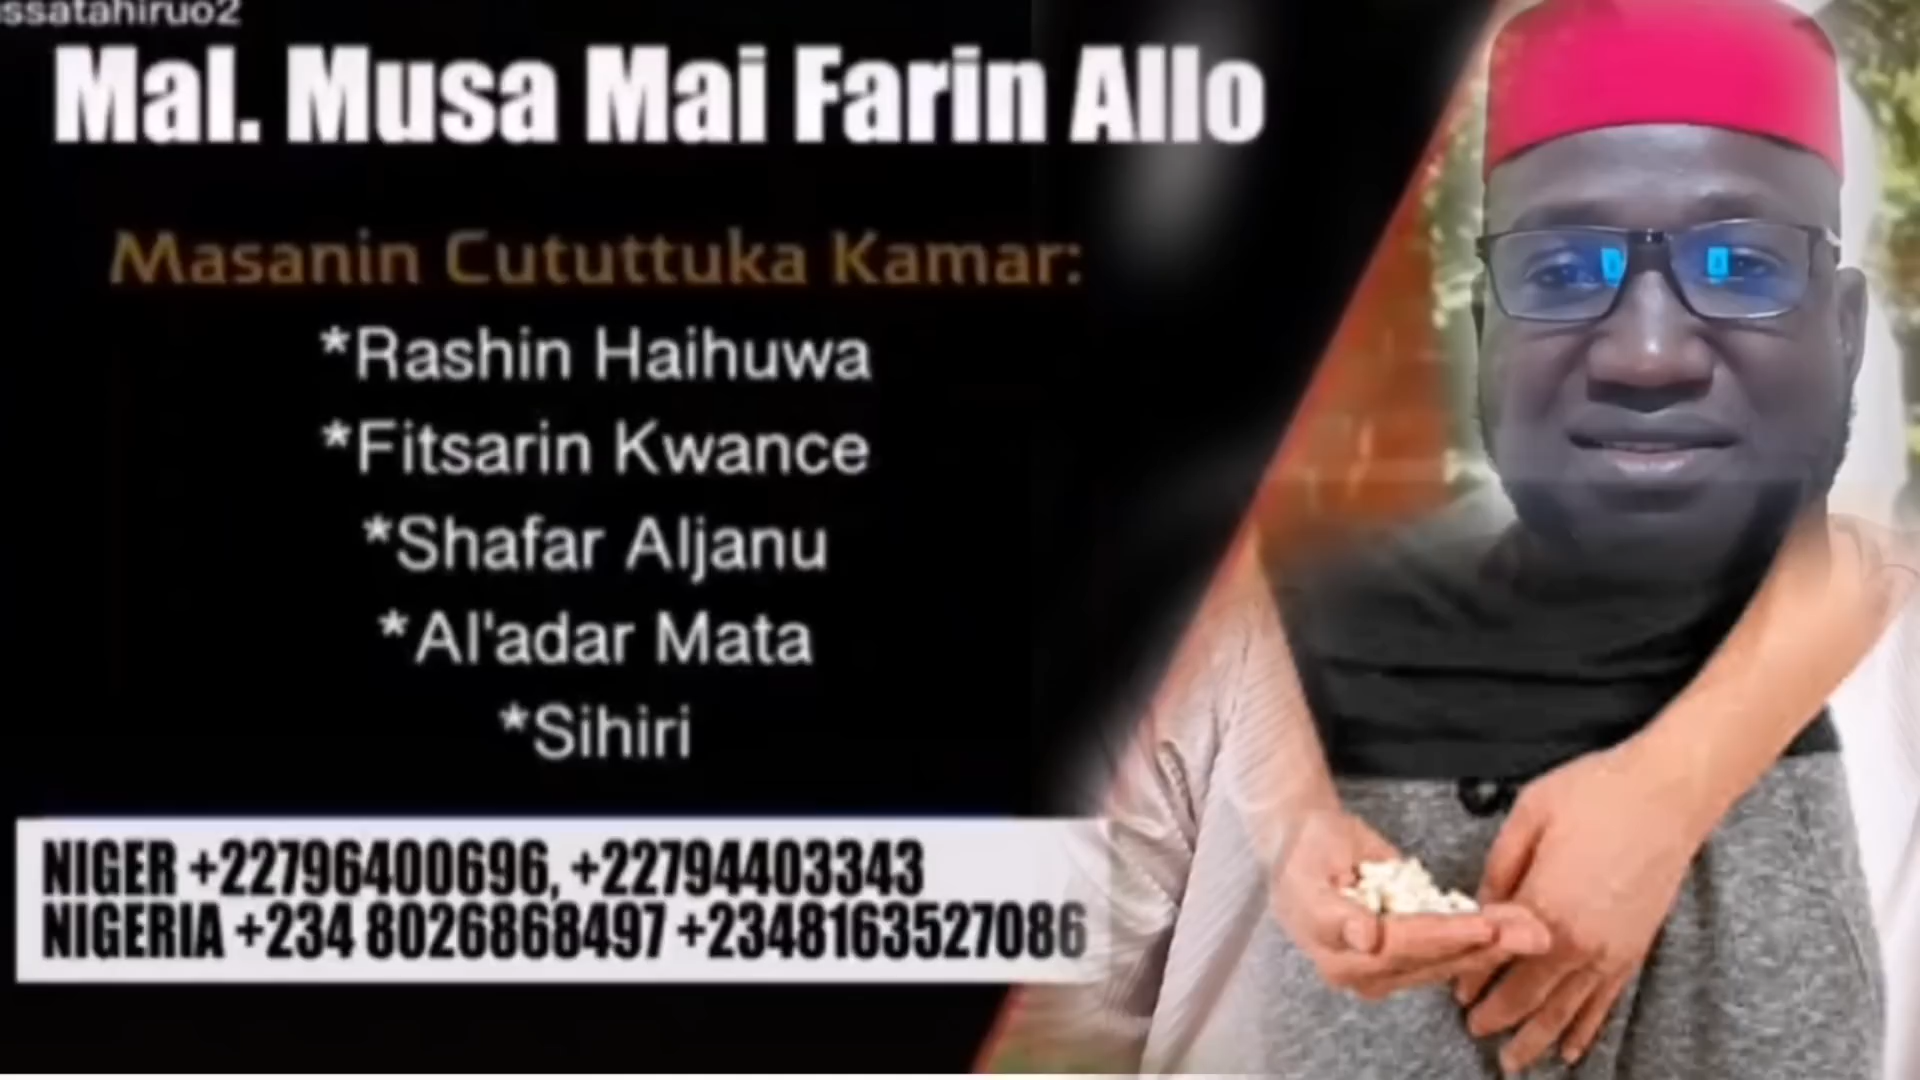 ssatahiruo2
Mal. Musa Mai Farin Allo
Masanin Cututtuka Kamar:
*Rashin Haihuwa
*Fitsarin Kwance
*Shafar Aljanu
*Al'adar Mata
*Sihiri
NIGER +22796400696, +22794403343
NIGERIA +234 8026868497 +2348163527086